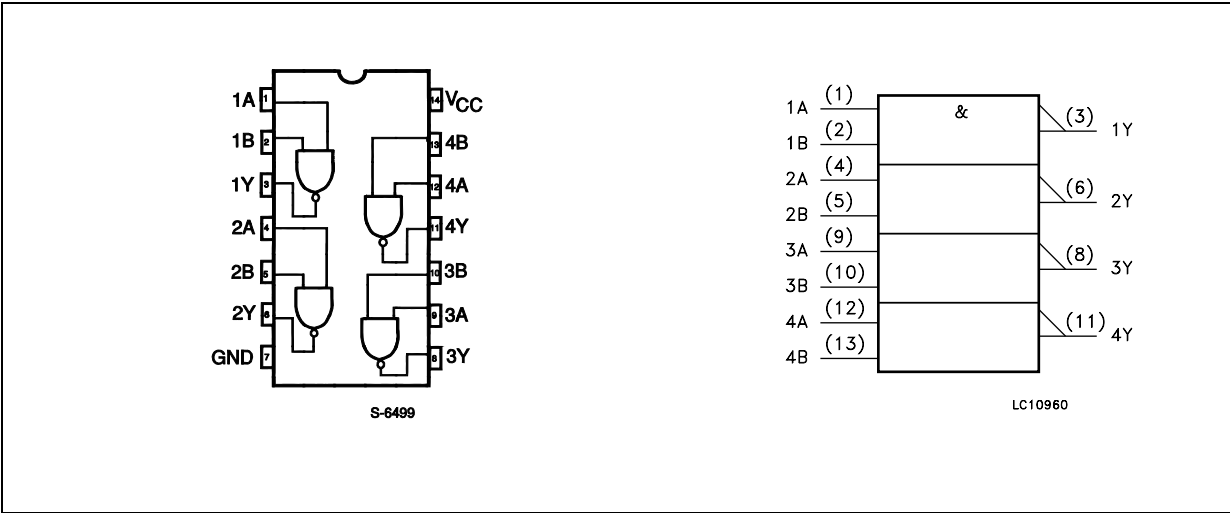 1A 1
1B 2
1Y 3
2A 4
2B 5
2Y 6
GND 7
14 VCC
13 4B
12 4A
11 4Y
10 3B
9 3A
8 3Y
S-6499
&
1A (1)
1B (2)
2A (4)
2B (5)
3A (9)
3B (10)
4A (12)
4B (13)
(3) 1Y
(6) 2Y
(8) 3Y
(11) 4Y
LC10960